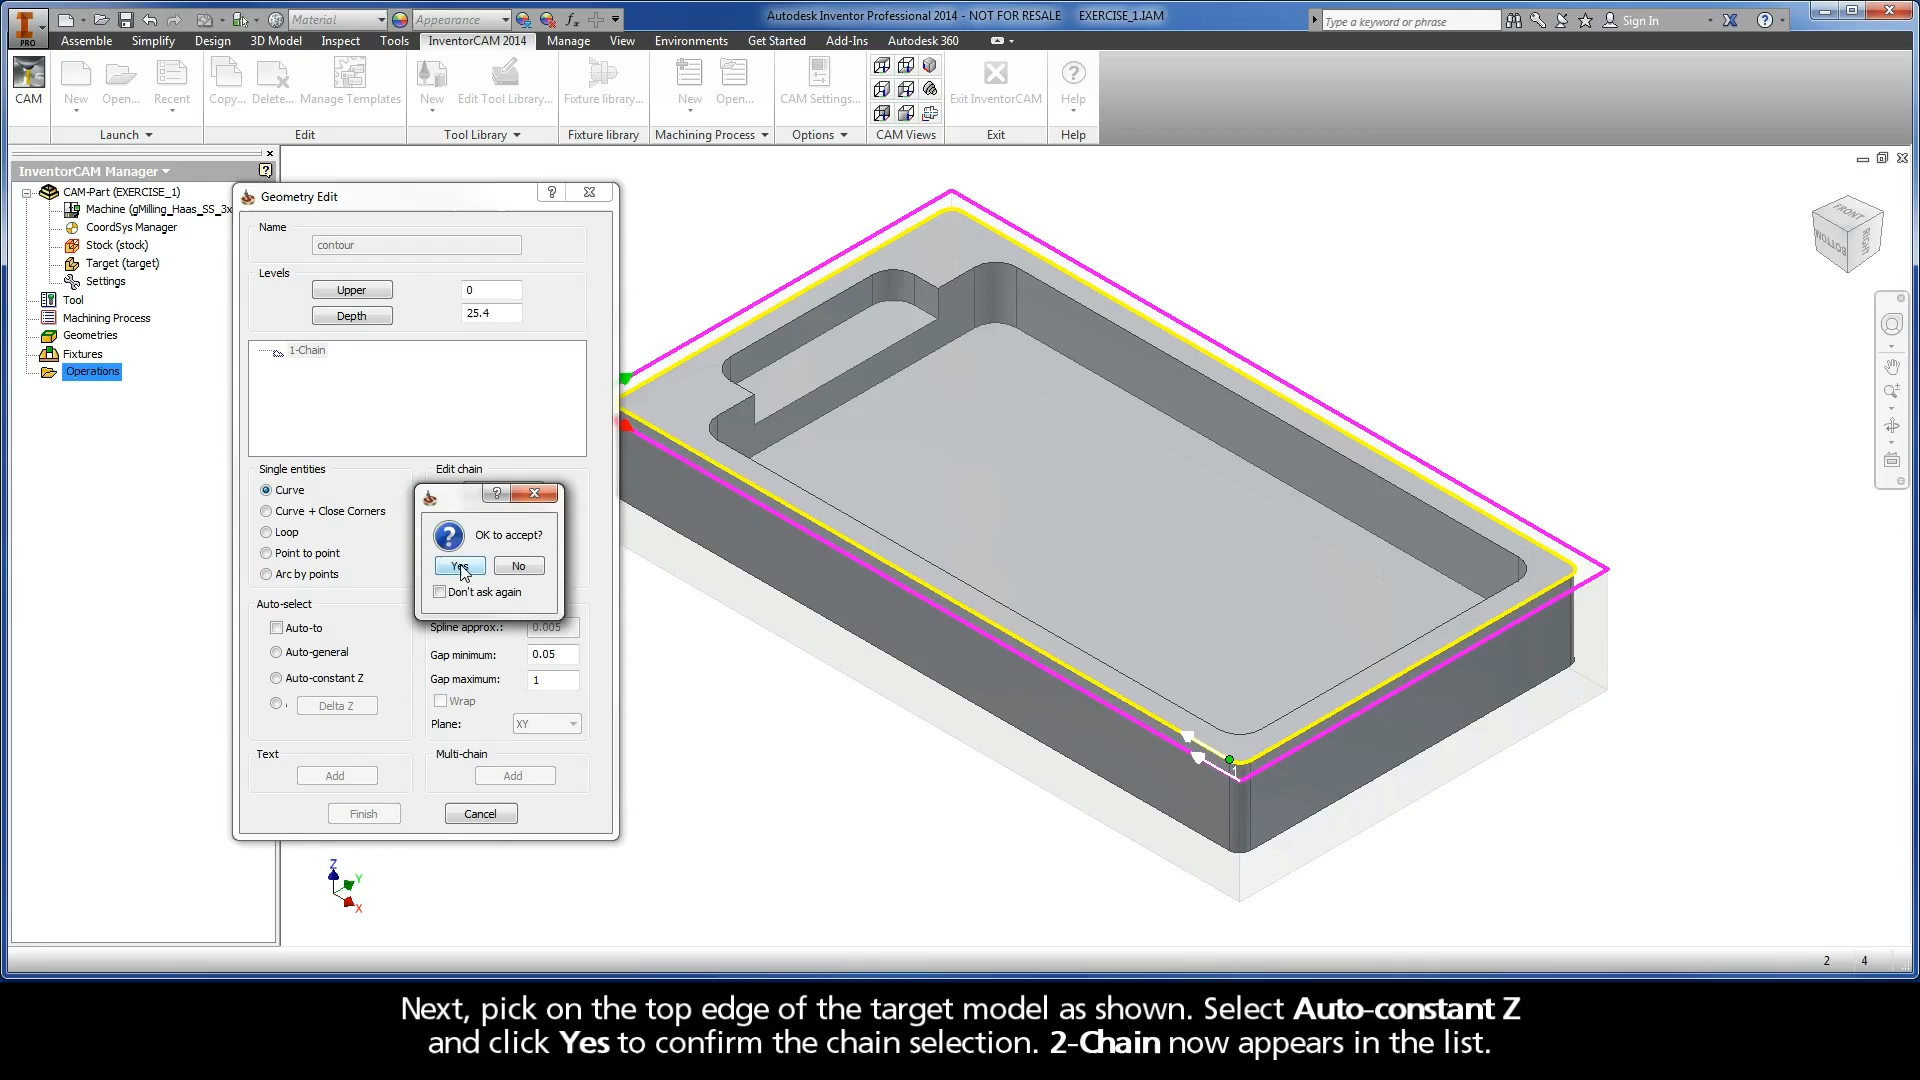 PRO
Material
Appearance
Autodesk Inventor Professional 2014 - NOT FOR RESALE EXERCISE_1.IAM
Type a keyword or phrase
Sign In
Assemble Simplify Design 3D Model Inspect Tools InventorCAM 2014 Manage View Environments Get Started Add-Ins Autodesk 360
CAM New Open... Recent Copy... Delete... Manage Templates New Edit Tool Library... Fixture library... New Open... CAM Settings... Exit InventorCAM Help
Launch Edit Tool Library Fixture library Machining Process Options CAM Views Exit Help
InventorCAM Manager
CAM-Part (EXERCISE_1)
Machine (gMilling_Haas_SS_3x
CoordSys Manager
Stock (stock)
Target (target)
Settings
Tool
Machining Process
Geometries
Fixtures
Operations
Geometry Edit
Name
contour
Levels
Upper 0
Depth 25.4
1-Chain
Single entities
Curve
Curve + Close Corners
Loop
Point to point
Arc by points
Edit chain
OK to accept?
Yes No
Don't ask again
Auto-select
Auto-to
Auto-general
Auto-constant Z
Delta Z
Spline approx.: 0.005
Gap minimum: 0.05
Gap maximum: 1
Wrap
Plane: XY
Text
Add
Multi-chain
Add
Finish Cancel
FRONT
BOTTOM
RIGHT
1
Z
Y
X
2 4
Next, pick on the top edge of the target model as shown. Select Auto-constant Z
and click Yes to confirm the chain selection. 2-Chain now appears in the list.